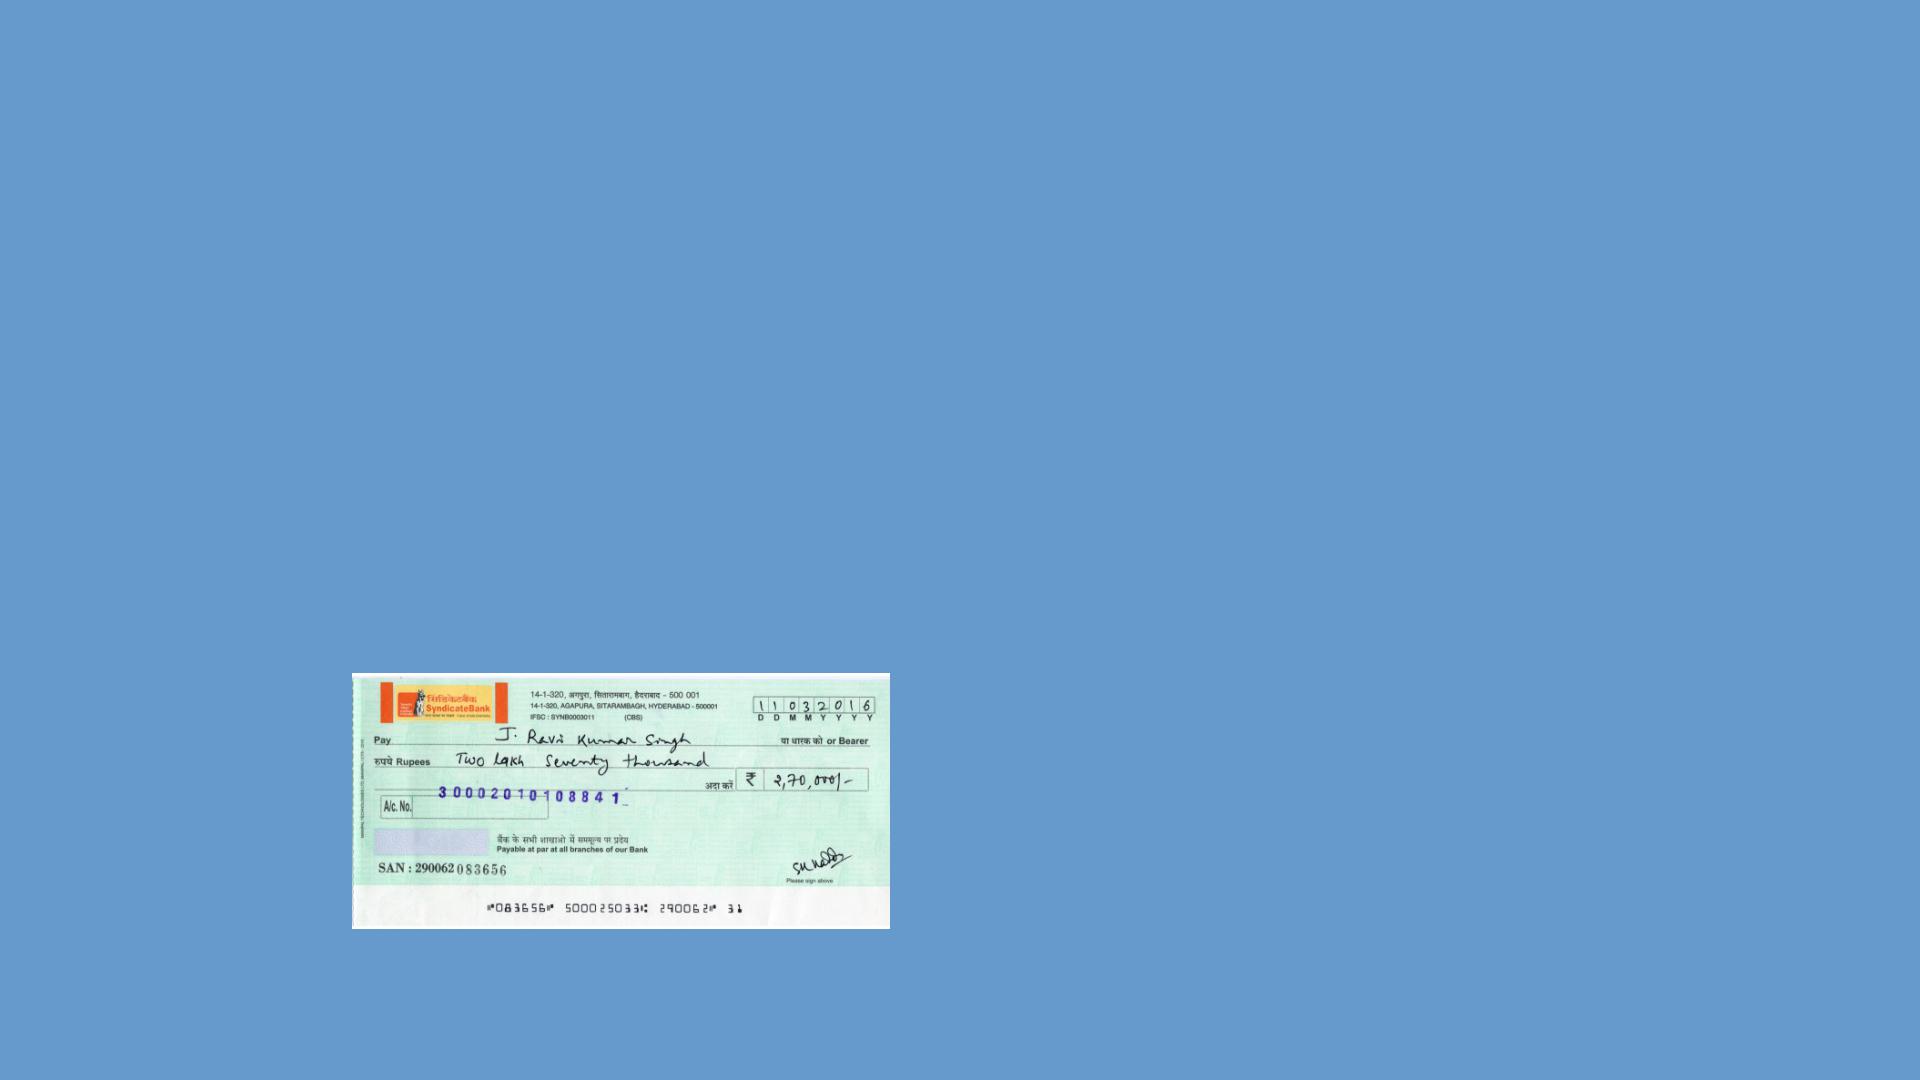 सिंडिकेटबैंक
SyndicateBank
14-1-320, अगपुरा, सितारामबाग, हैदराबाद - 500 001
14-1-320, AGAPURA, SITARAMBAGH, HYDERABAD - 500001
IFSC : SYNB0003011 (CBS)
1 1 0 3 2 0 1 6
D D M M Y Y Y Y
Pay J. Ravi Kumar Singh या धारक को or Bearer
रुपये Rupees Two lakh Seventy thousand
अदा करें ₹ 2,70,000/-
30002010108841
A/c. No.
बैंक के सभी शाखाओ में सममूल्य पर प्रदेय
Payable at par at all branches of our Bank
SAN : 290062083656
Please sign above
⑈083656⑈ 500025033⑆ 290062⑈ 31